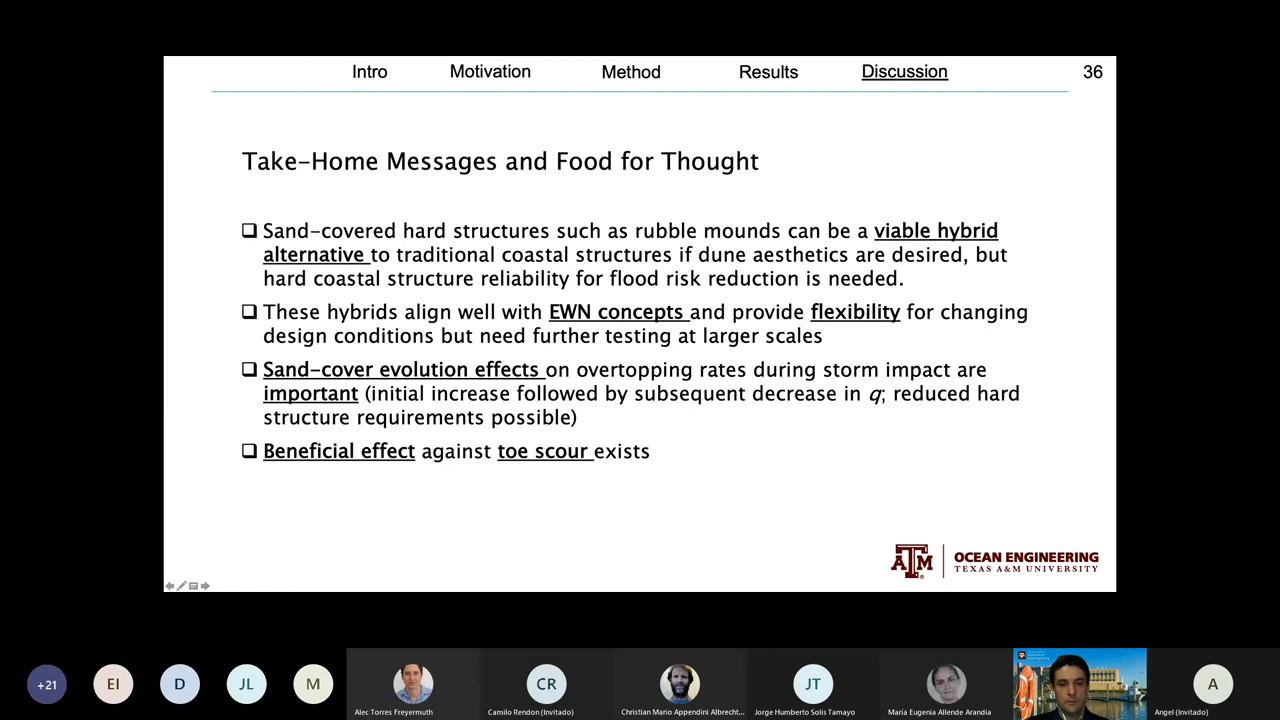 Intro Motivation Method Results Discussion 36
Take-Home Messages and Food for Thought
Sand-covered hard structures such as rubble mounds can be a viable hybrid
alternative to traditional coastal structures if dune aesthetics are desired, but
hard coastal structure reliability for flood risk reduction is needed.
These hybrids align well with EWN concepts and provide flexibility for changing
design conditions but need further testing at larger scales
Sand-cover evolution effects on overtopping rates during storm impact are
important (initial increase followed by subsequent decrease in q; reduced hard
structure requirements possible)
Beneficial effect against toe scour exists
ATM
OCEAN ENGINEERING
TEXAS A&M UNIVERSITY
+21 EI D JL M CR JT A
Alec Torres Freyermuth Camilo Rendon (Invitado) Christian Mario Appendini Albrecht... Jorge Humberto Solis Tamayo María Eugenia Allende Arandia Angel (Invitado)